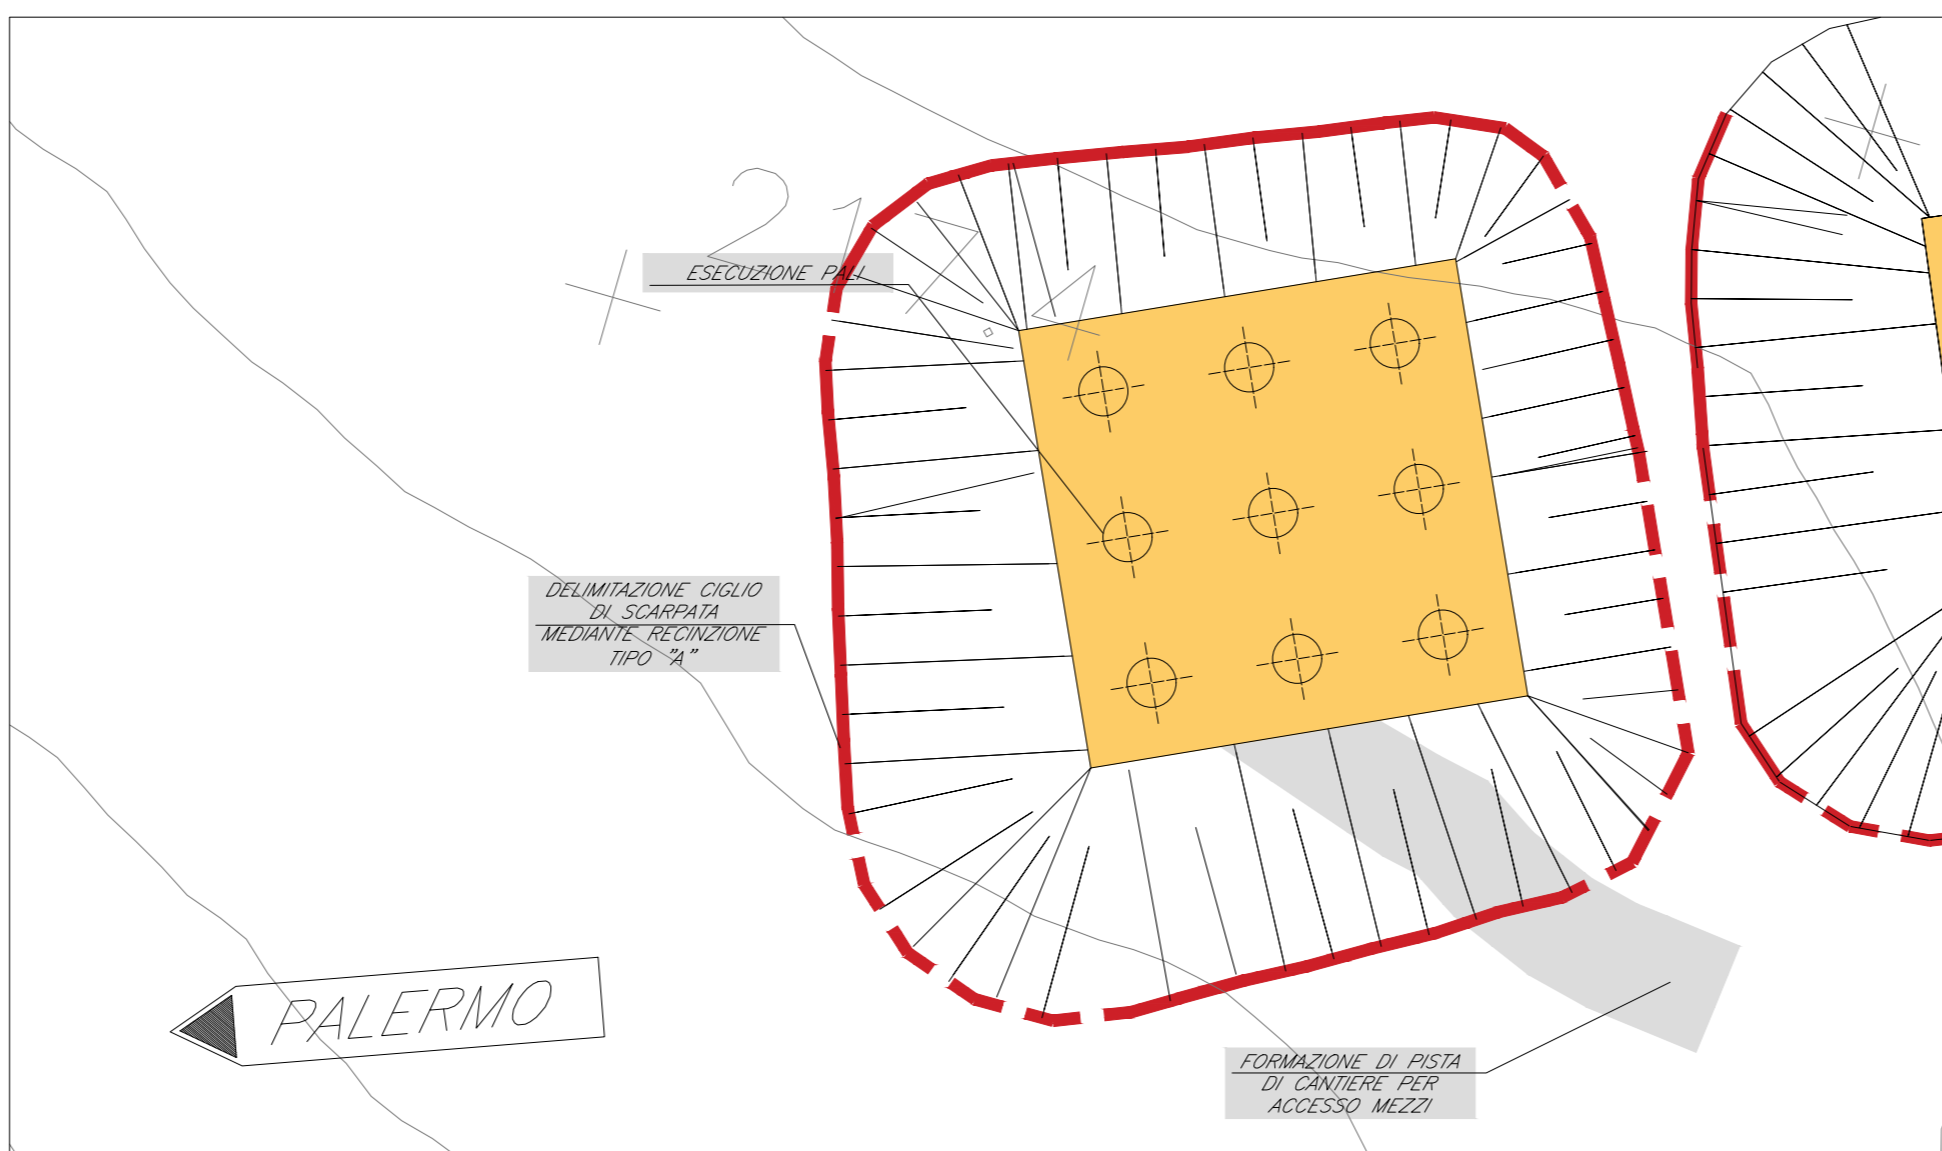 ESECUZIONE PALI
DELIMITAZIONE CIGLIO
DI SCARPATA
MEDIANTE RECINZIONE
TIPO "A"
PALERMO
FORMAZIONE DI PISTA
DI CANTIERE PER
ACCESSO MEZZI